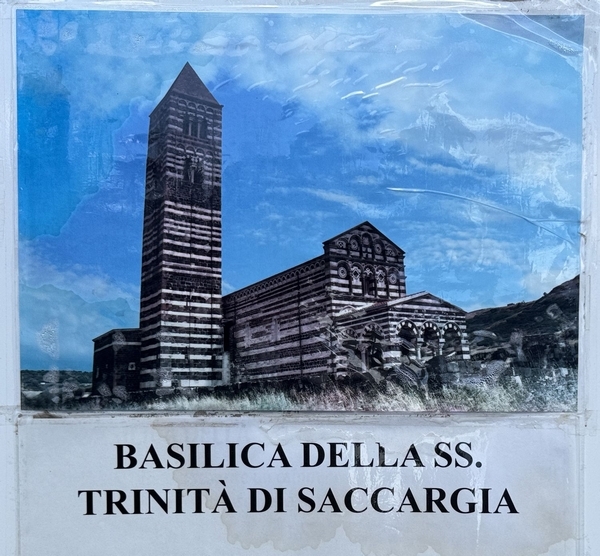 BASILICA DELLA SS.
TRINITÀ DI SACCARGIA